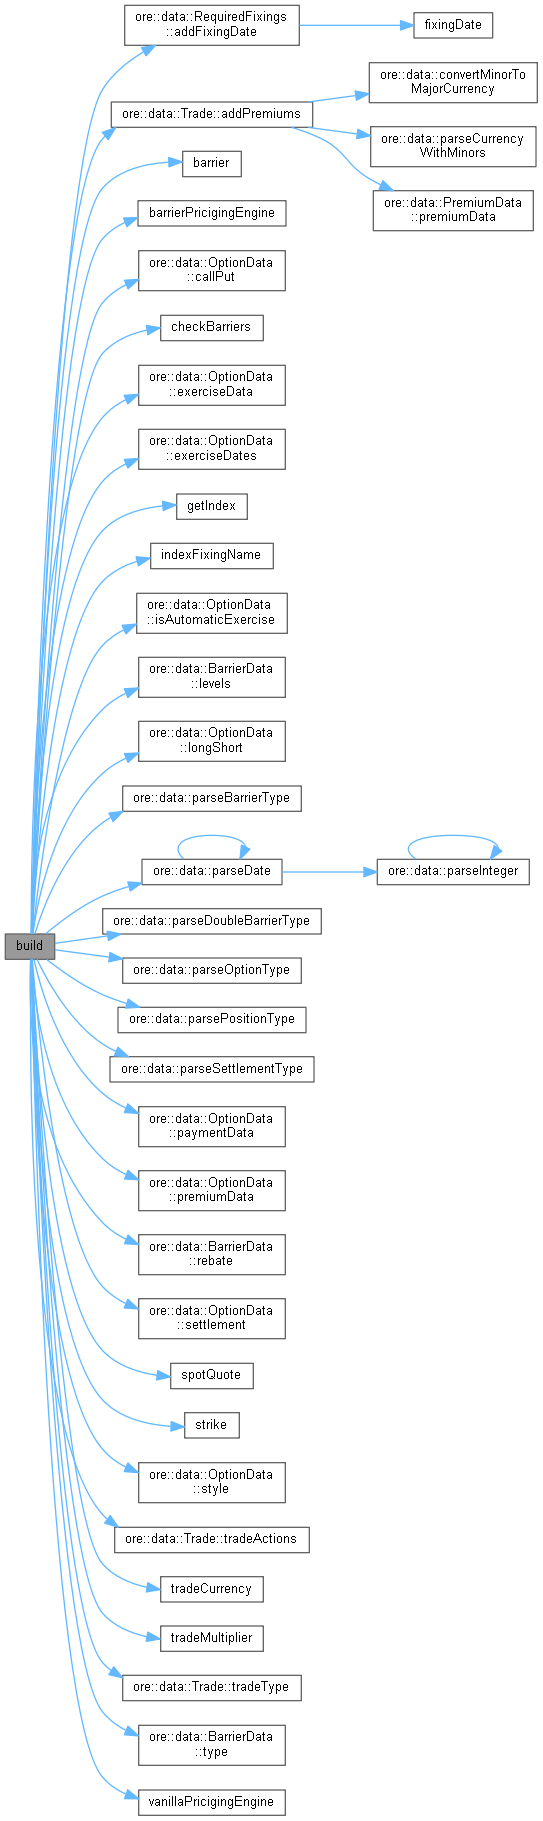 ore::data::RequiredFixings
::addFixingDate
fixingDate
ore::data::Trade::addPremiums
ore::data::convertMinorTo
MajorCurrency
ore::data::parseCurrency
WithMinors
ore::data::PremiumData
::premiumData
barrier
barrierPricigingEngine
ore::data::OptionData
::callPut
checkBarriers
ore::data::OptionData
::exerciseData
ore::data::OptionData
::exerciseDates
getIndex
indexFixingName
ore::data::OptionData
::isAutomaticExercise
ore::data::BarrierData
::levels
ore::data::OptionData
::longShort
ore::data::parseBarrierType
ore::data::parseDate
ore::data::parseInteger
build
ore::data::parseDoubleBarrierType
ore::data::parseOptionType
ore::data::parsePositionType
ore::data::parseSettlementType
ore::data::OptionData
::paymentData
ore::data::OptionData
::premiumData
ore::data::BarrierData
::rebate
ore::data::OptionData
::settlement
spotQuote
strike
ore::data::OptionData
::style
ore::data::Trade::tradeActions
tradeCurrency
tradeMultiplier
ore::data::Trade::tradeType
ore::data::BarrierData
::type
vanillaPricigingEngine